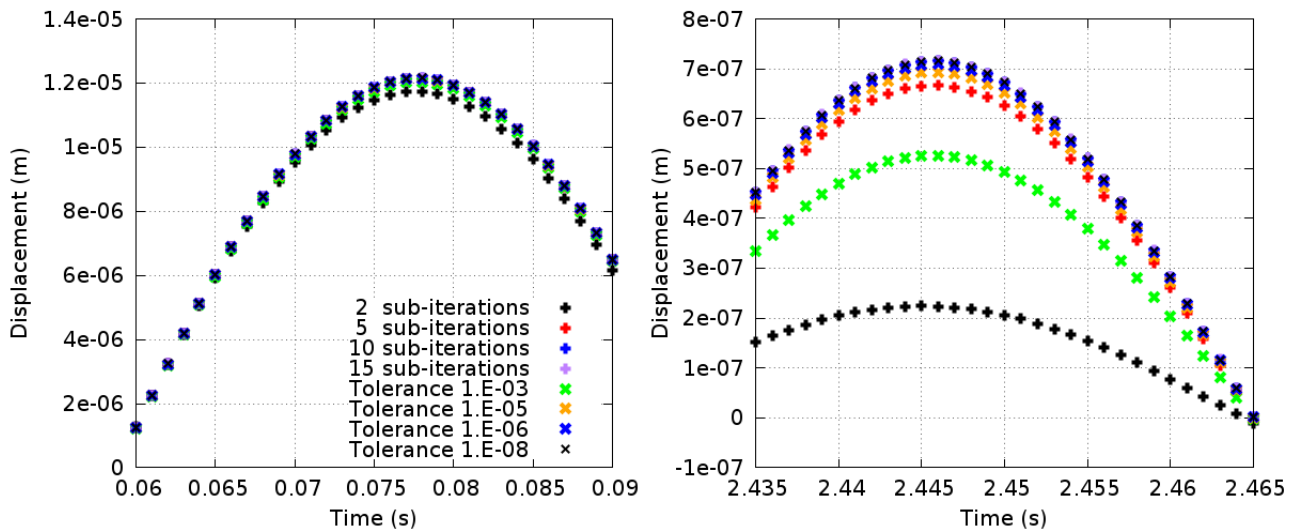 1.4e-05
1.2e-05
1e-05
8e-06
6e-06
4e-06
2e-06
0
Displacement (m)
2 sub-iterations
5 sub-iterations
10 sub-iterations
15 sub-iterations
Tolerance 1.E-03
Tolerance 1.E-05
Tolerance 1.E-06
Tolerance 1.E-08
0.06 0.065 0.07 0.075 0.08 0.085 0.09
Time (s)
8e-07
7e-07
6e-07
5e-07
4e-07
3e-07
2e-07
1e-07
0
-1e-07
Displacement (m)
2.435 2.44 2.445 2.45 2.455 2.46 2.465
Time (s)